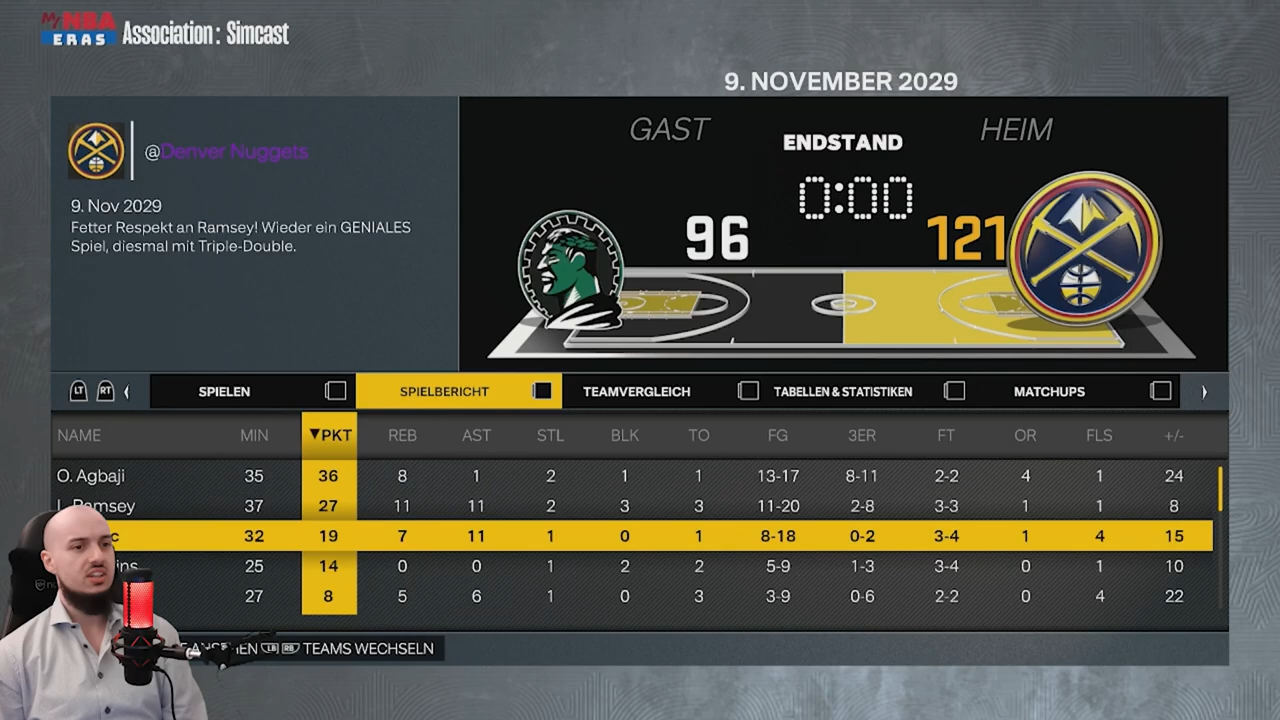 MyNBA
ERAS
Association: Simcast
9. NOVEMBER 2029
@Denver Nuggets
9. Nov 2029
Fetter Respekt an Ramsey! Wieder ein GENIALES
Spiel, diesmal mit Triple-Double.
GAST
ENDSTAND
HEIM
0:00
96
121
LT RT
SPIELEN
SPIELBERICHT
TEAMVERGLEICH
TABELLEN & STATISTIKEN
MATCHUPS
NAME MIN ▼PKT REB AST STL BLK TO FG 3ER FT OR FLS +/-
O. Agbaji 35 36 8 1 2 1 1 13-17 8-11 2-2 4 1 24
L. Ramsey 37 27 11 11 2 3 3 11-20 2-8 3-3 1 1 8
c 32 19 7 11 1 0 1 8-18 0-2 3-4 1 4 15
ins 25 14 0 0 1 2 2 5-9 1-3 3-4 0 1 10
27 8 5 6 1 0 3 3-9 0-6 2-2 0 4 22
LB RB TEAMS WECHSELN